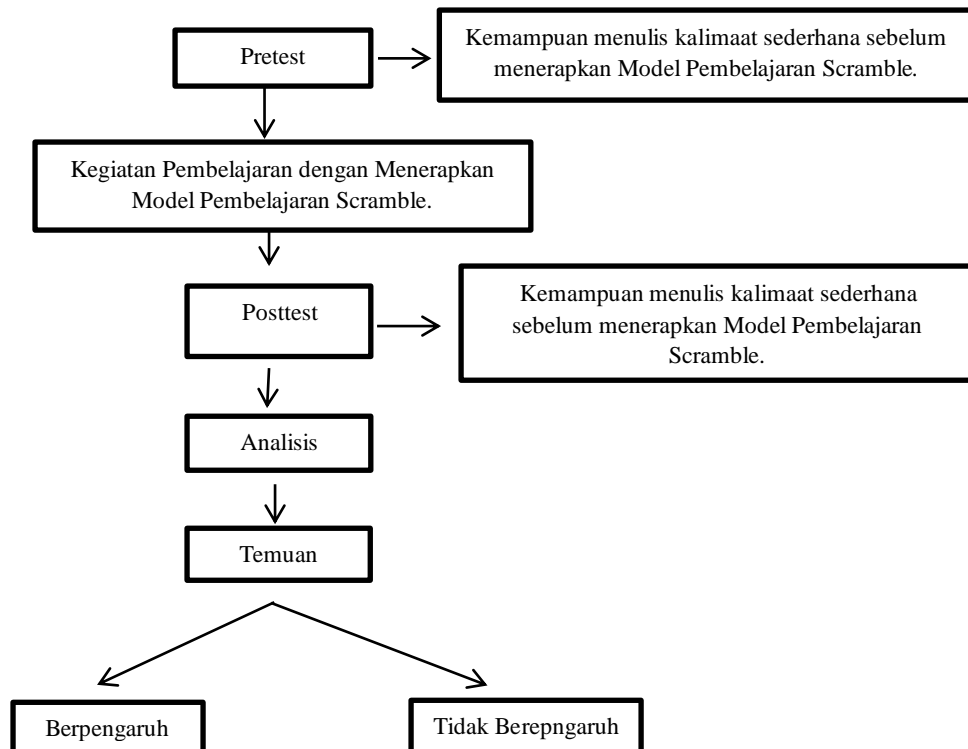 Pretest
Kemampuan menulis kalimaat sederhana sebelum
menerapkan Model Pembelajaran Scramble.
Kegiatan Pembelajaran dengan Menerapkan
Model Pembelajaran Scramble.
Posttest
Kemampuan menulis kalimaat sederhana
sebelum menerapkan Model Pembelajaran
Scramble.
Analisis
Temuan
Berpengaruh
Tidak Berepngaruh